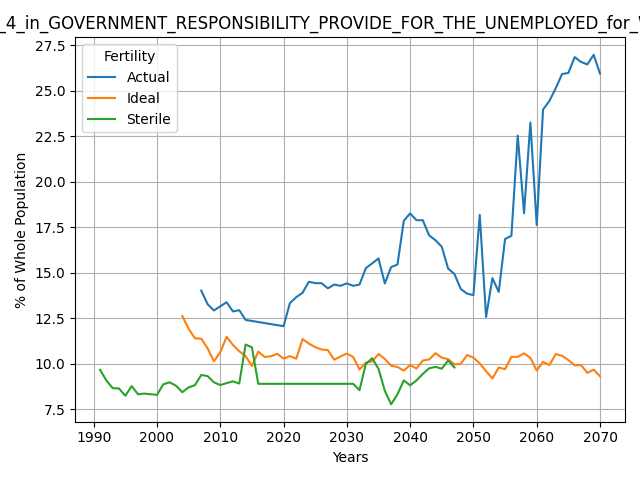 _4_in_GOVERNMENT_RESPONSIBILITY_PROVIDE_FOR_THE_UNEMPLOYED_for_
Fertility
Actual
Ideal
Sterile
% of Whole Population
27.5
25.0
22.5
20.0
17.5
15.0
12.5
10.0
7.5
1990 2000 2010 2020 2030 2040 2050 2060 2070
Years